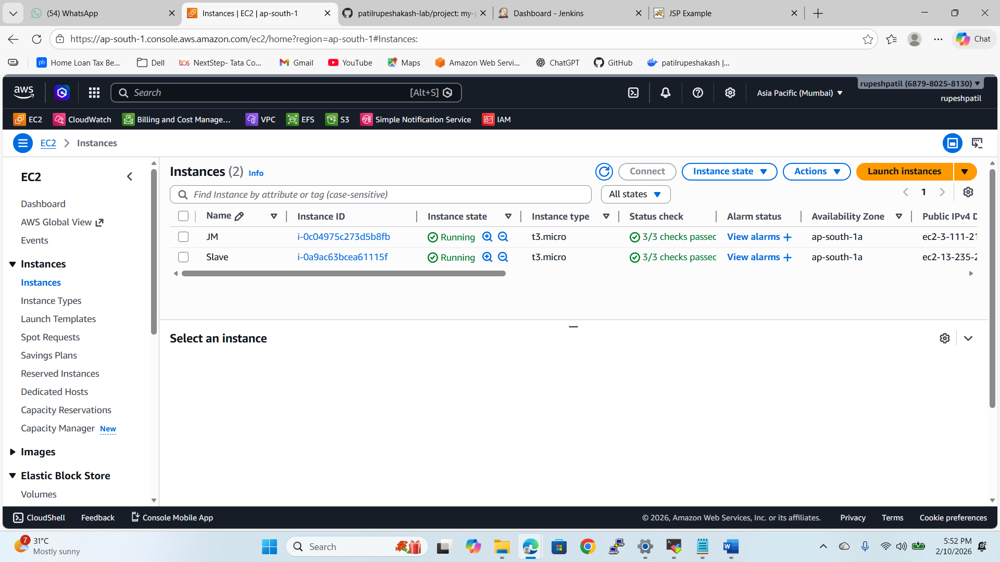 (54) WhatsApp
Instances | EC2 | ap-south-1
patilrupeshakash-lab/project: my-p
Dashboard - Jenkins
JSP Example
https://ap-south-1.console.aws.amazon.com/ec2/home?region=ap-south-1#Instances:
Chat
Home Loan Tax Be...
Dell
tcs NextStep- Tata Co...
Gmail
YouTube
Maps
Amazon Web Servi...
ChatGPT
GitHub
patilrupeshakash |...
aws
Search
[Alt+S]
Asia Pacific (Mumbai)
rupeshpatil (6879-8025-8130)
rupeshpatil
EC2
CloudWatch
Billing and Cost Manage...
VPC
EFS
S3
Simple Notification Service
IAM
EC2 > Instances
EC2
Dashboard
AWS Global View
Events
Instances
Instances
Instance Types
Launch Templates
Spot Requests
Savings Plans
Reserved Instances
Dedicated Hosts
Capacity Reservations
Capacity Manager New
Images
Elastic Block Store
Volumes
Instances (2) Info
Connect
Instance state
Actions
Launch instances
Find Instance by attribute or tag (case-sensitive)
All states
1
Name Instance ID Instance state Instance type Status check Alarm status Availability Zone Public IPv4 D
JM i-0c04975c273d5b8fb Running t3.micro 3/3 checks passed View alarms + ap-south-1a ec2-3-111-21
Slave i-0a9ac63bcea61115f Running t3.micro 3/3 checks passed View alarms + ap-south-1a ec2-13-235-2
Select an instance
CloudShell
Feedback
Console Mobile App
© 2026, Amazon Web Services, Inc. or its affiliates.
Privacy
Terms
Cookie preferences
7
31°C
Mostly sunny
Search
5:52 PM
2/10/2026